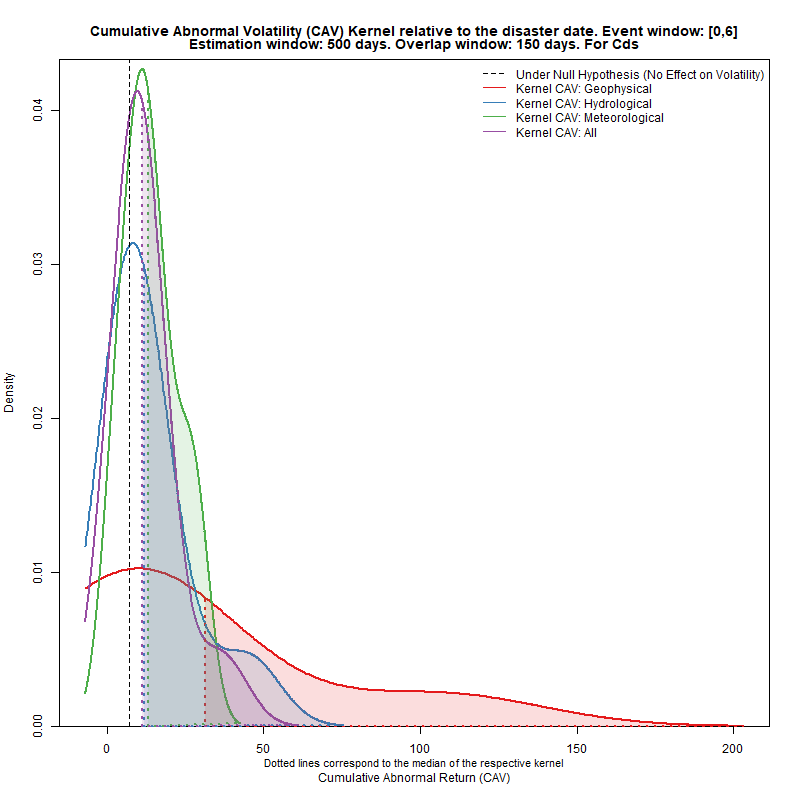 Cumulative Abnormal Volatility (CAV) Kernel relative to the disaster date. Event window: [0,6]
Estimation window: 500 days. Overlap window: 150 days. For Cds
Under Null Hypothesis (No Effect on Volatility)
Kernel CAV: Geophysical
Kernel CAV: Hydrological
Kernel CAV: Meteorological
Kernel CAV: All
Density
0.04
0.03
0.02
0.01
0.00
0 50 100 150 200
Dotted lines correspond to the median of the respective kernel
Cumulative Abnormal Return (CAV)